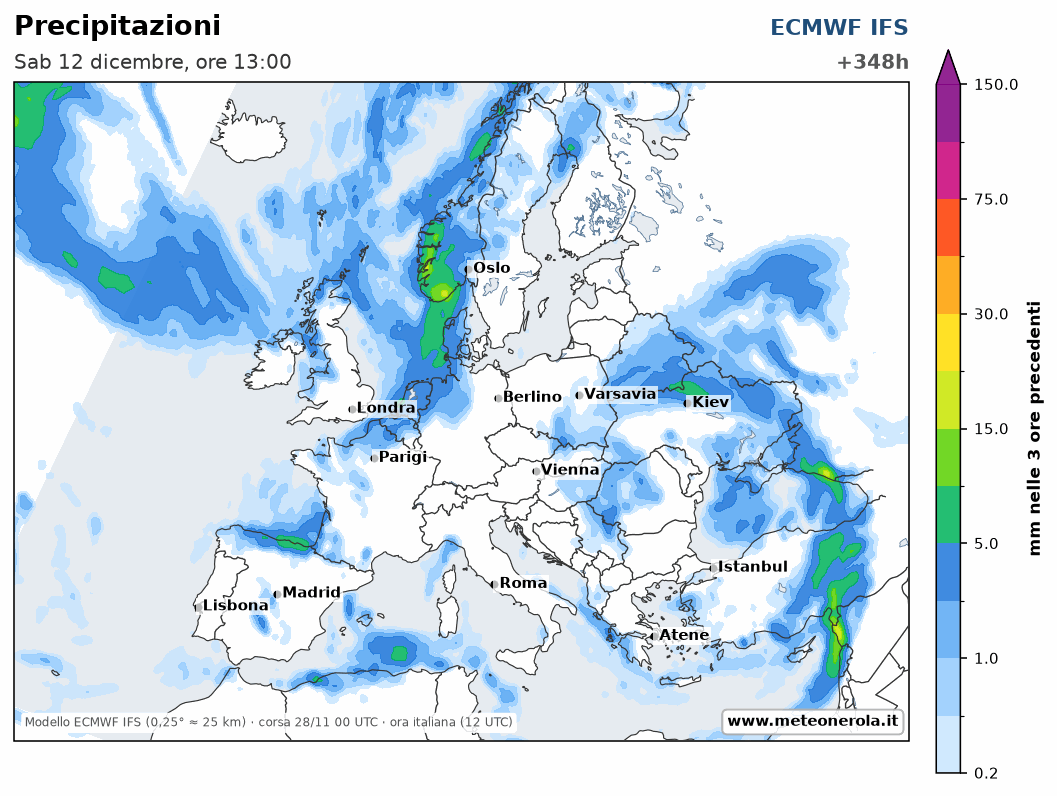 Precipitazioni
ECMWF IFS
Sab 12 dicembre, ore 13:00
+348h
150.0
75.0
30.0
15.0
5.0
1.0
0.2
mm nelle 3 ore precedenti
Oslo
Londra
Berlino
Varsavia
Kiev
Parigi
Vienna
Istanbul
Roma
Madrid
Lisbona
Atene
Modello ECMWF IFS (0,25° ≈ 25 km) · corsa 28/11 00 UTC · ora italiana (12 UTC)
www.meteonerola.it